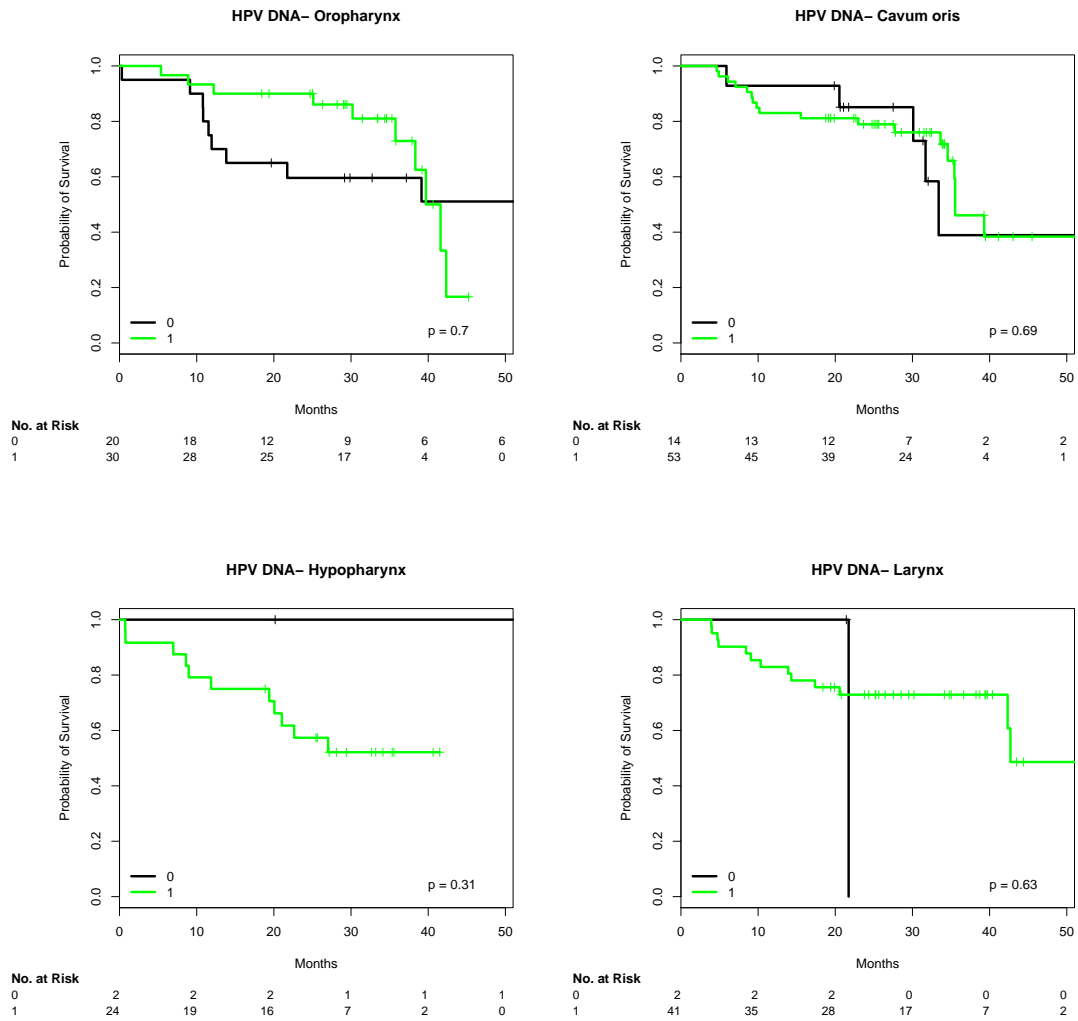 HPV DNA− Oropharynx
Probability of Survival
1.0
0.8
0.6
0.4
0.2
0.0
0
1
p = 0.7
0 10 20 30 40 50
Months
No. at Risk
0 20 18 12 9 6 6
1 30 28 25 17 4 0
HPV DNA− Cavum oris
Probability of Survival
1.0
0.8
0.6
0.4
0.2
0.0
0
1
p = 0.69
0 10 20 30 40 50
Months
No. at Risk
0 14 13 12 7 2 2
1 53 45 39 24 4 1
HPV DNA− Hypopharynx
Probability of Survival
1.0
0.8
0.6
0.4
0.2
0.0
0
1
p = 0.31
0 10 20 30 40 50
Months
No. at Risk
0 2 2 2 1 1 1
1 24 19 16 7 2 0
HPV DNA− Larynx
Probability of Survival
1.0
0.8
0.6
0.4
0.2
0.0
0
1
p = 0.63
0 10 20 30 40 50
Months
No. at Risk
0 2 2 2 0 0 0
1 41 35 28 17 7 2